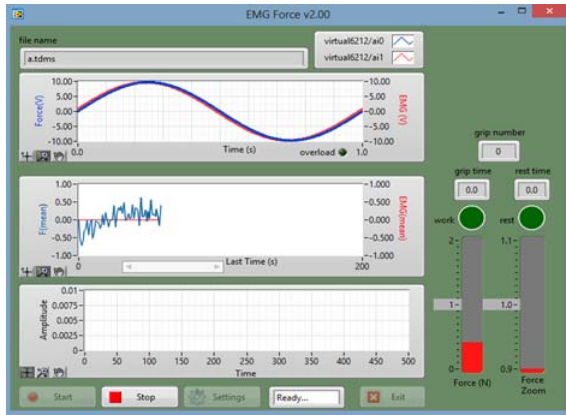 EMG Force v2.00
file name
a.tdms
virtual6212/ai0
virtual6212/ai1
Force(V)
10.00
5.00
0.00
-5.00
-10.00
10.00
5.00
0.00
-5.00
-10.00
EMG (V)
0.0
Time (s)
overload
1.0
F(mean)
1.00
0.50
0.00
-0.50
-1.00
1.000
0.500
0.000
-0.500
-1.000
EMG(mean)
0
Last Time (s)
200
Amplitude
0.01
0.0075
0.005
0.0025
0
0 50 100 150 200 250 300 350 400 450 500
Time
grip number
0
grip time rest time
0.0 0.0
work rest
2
1
0
Force (N)
1.1
1.0
0.9
Force
Zoom
Start
Stop
Settings
Ready...
Exit